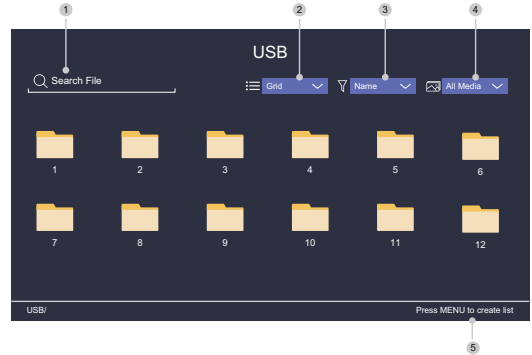 1 2 3 4
USB
Search File Grid Name All Media
1 2 3 4 5 6
7 8 9 10 11 12
USB/ Press MENU to create list
5